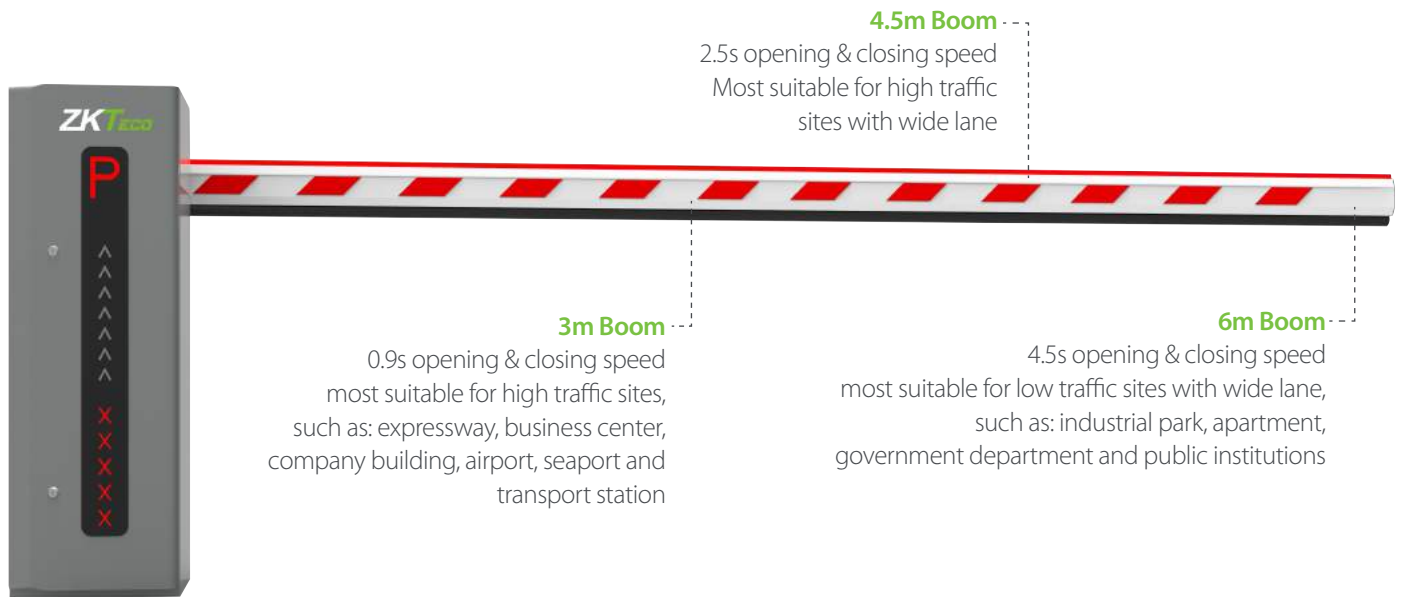 ZKTeco
P
4.5m Boom
2.5s opening & closing speed
Most suitable for high traffic
sites with wide lane
3m Boom
0.9s opening & closing speed
most suitable for high traffic sites,
such as: expressway, business center,
company building, airport, seaport and
transport station
6m Boom
4.5s opening & closing speed
most suitable for low traffic sites with wide lane,
such as: industrial park, apartment,
government department and public institutions
X
X
X
X
X